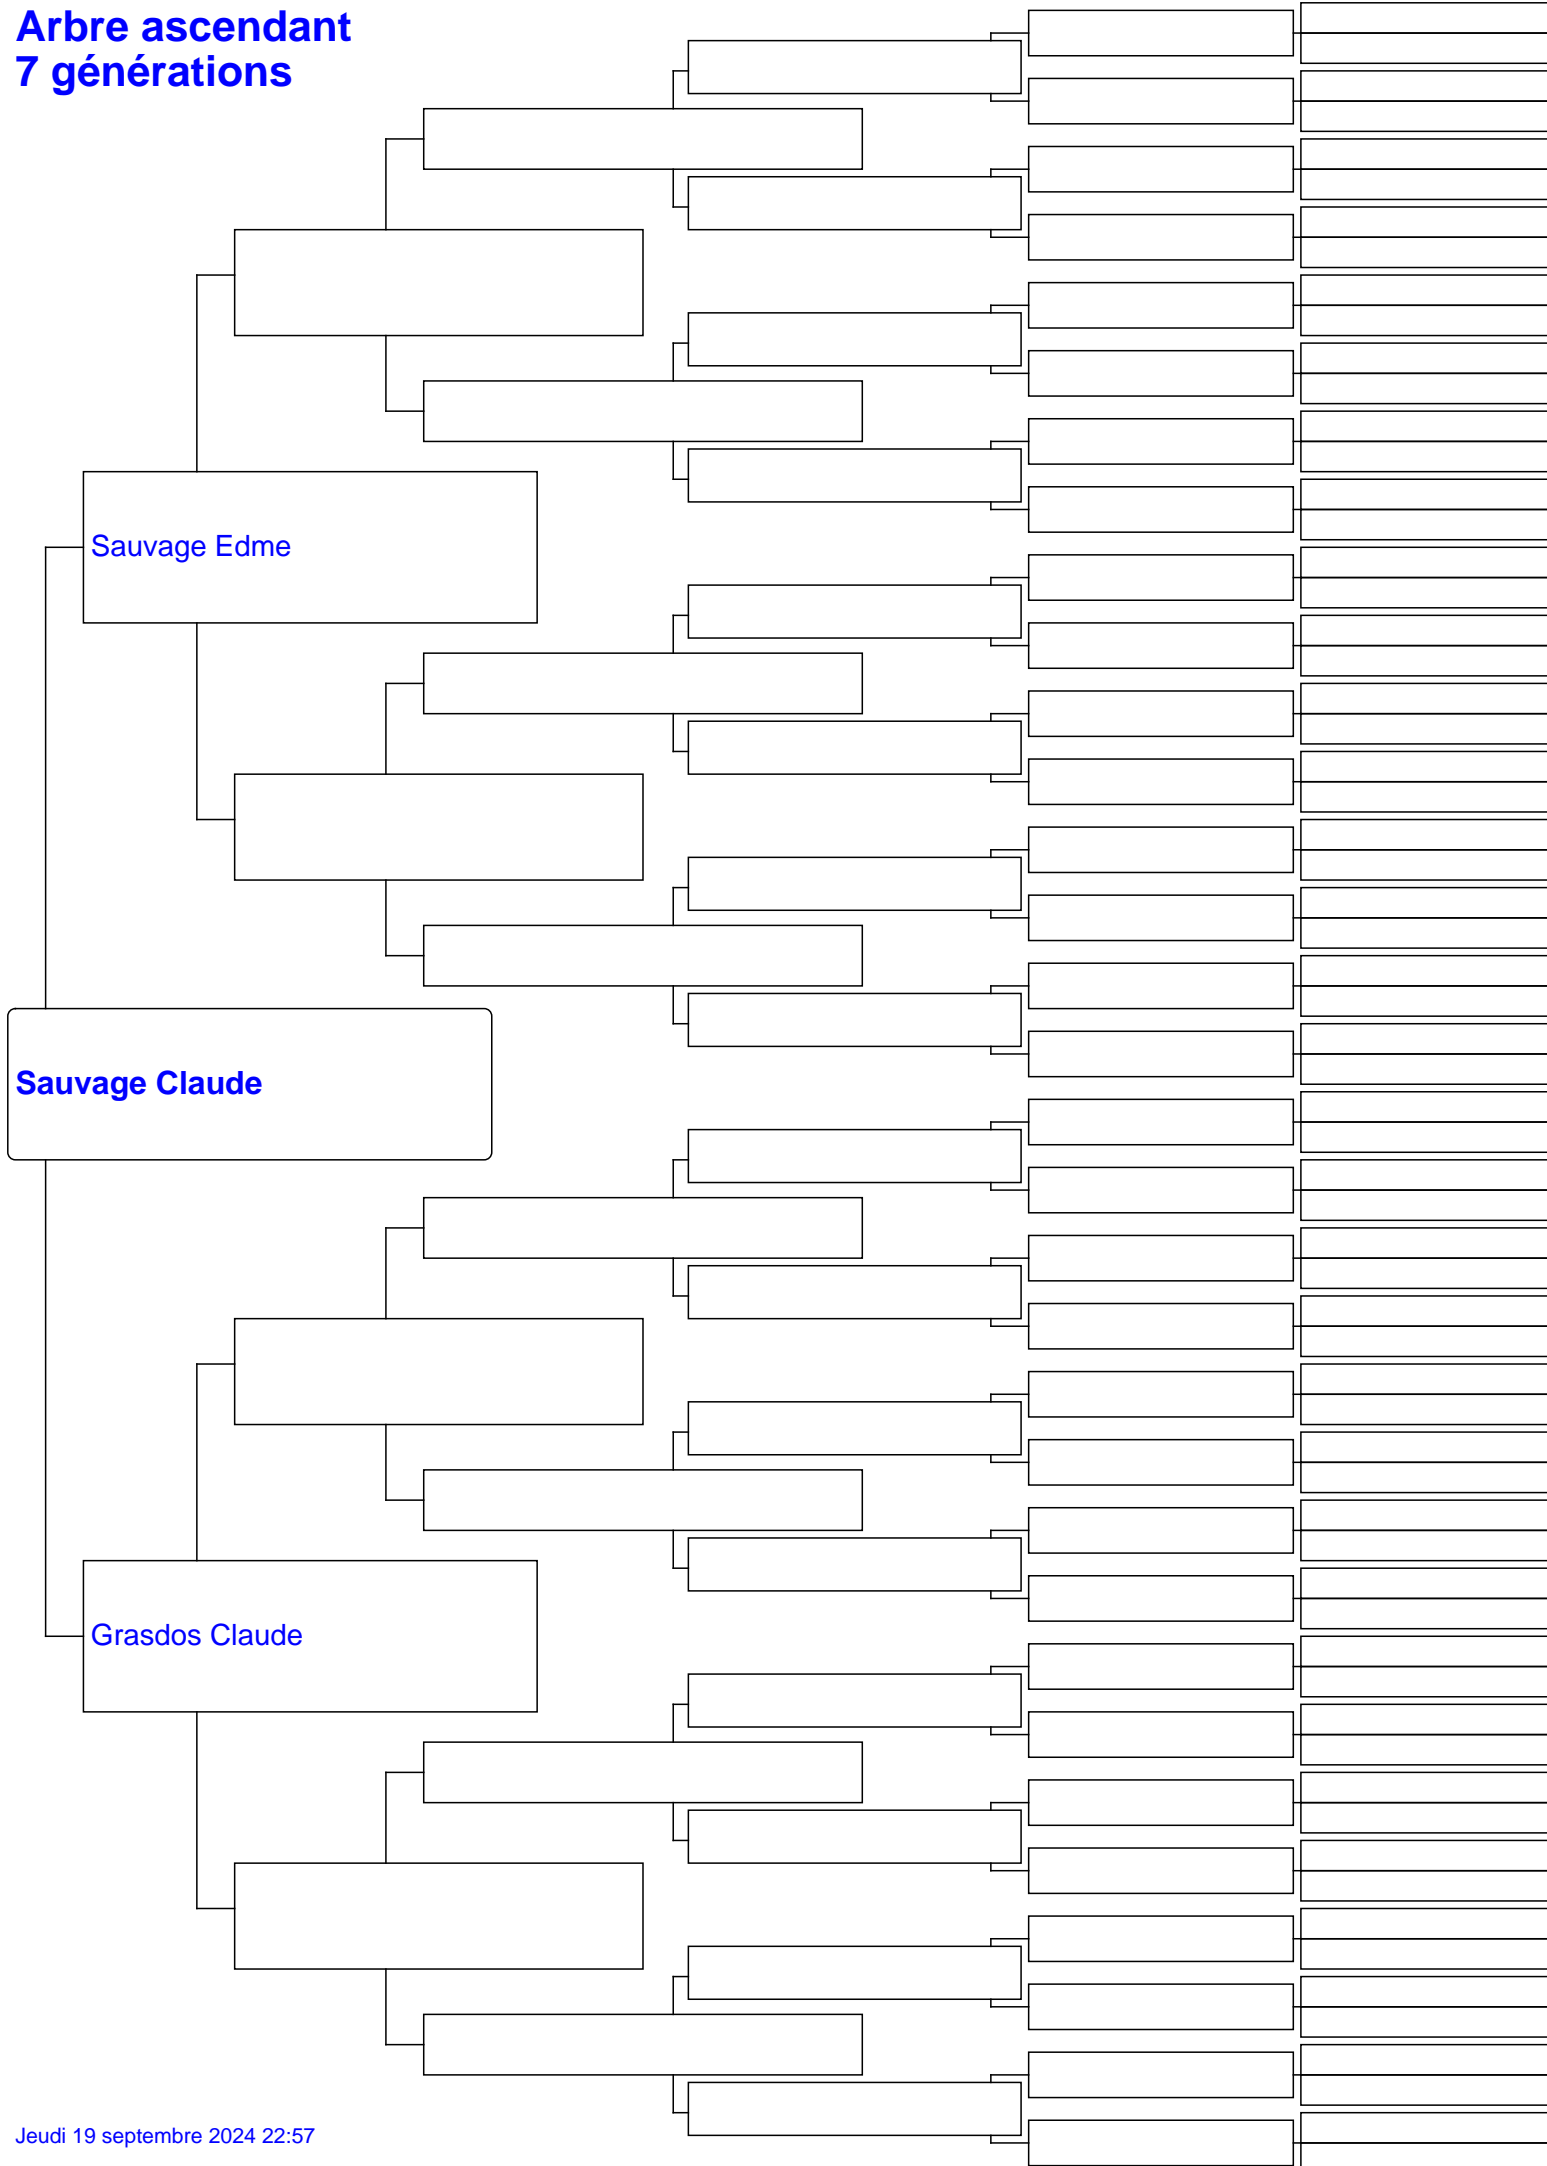 Arbre ascendant
7 générations
Sauvage Edme
Sauvage Claude
Grasdos Claude
Jeudi 19 septembre 2024 22:57